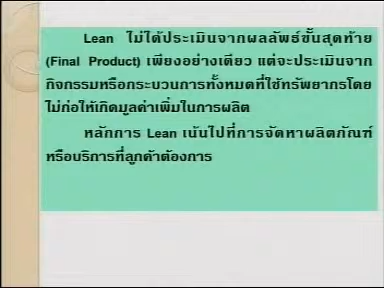 Lean ไม่ได้ประเมินจากผลลัพธ์ขั้นสุดท้าย
(Final Product) เพียงอย่างเดียว แต่จะประเมินจาก
กิจกรรมหรือกระบวนการทั้งหมดที่ใช้ทรัพยากรโดย
ไม่ก่อให้เกิดมูลค่าเพิ่มในการผลิต
หลักการ Lean เน้นไปที่การจัดหาผลิตภัณฑ์
หรือบริการที่ลูกค้าต้องการ